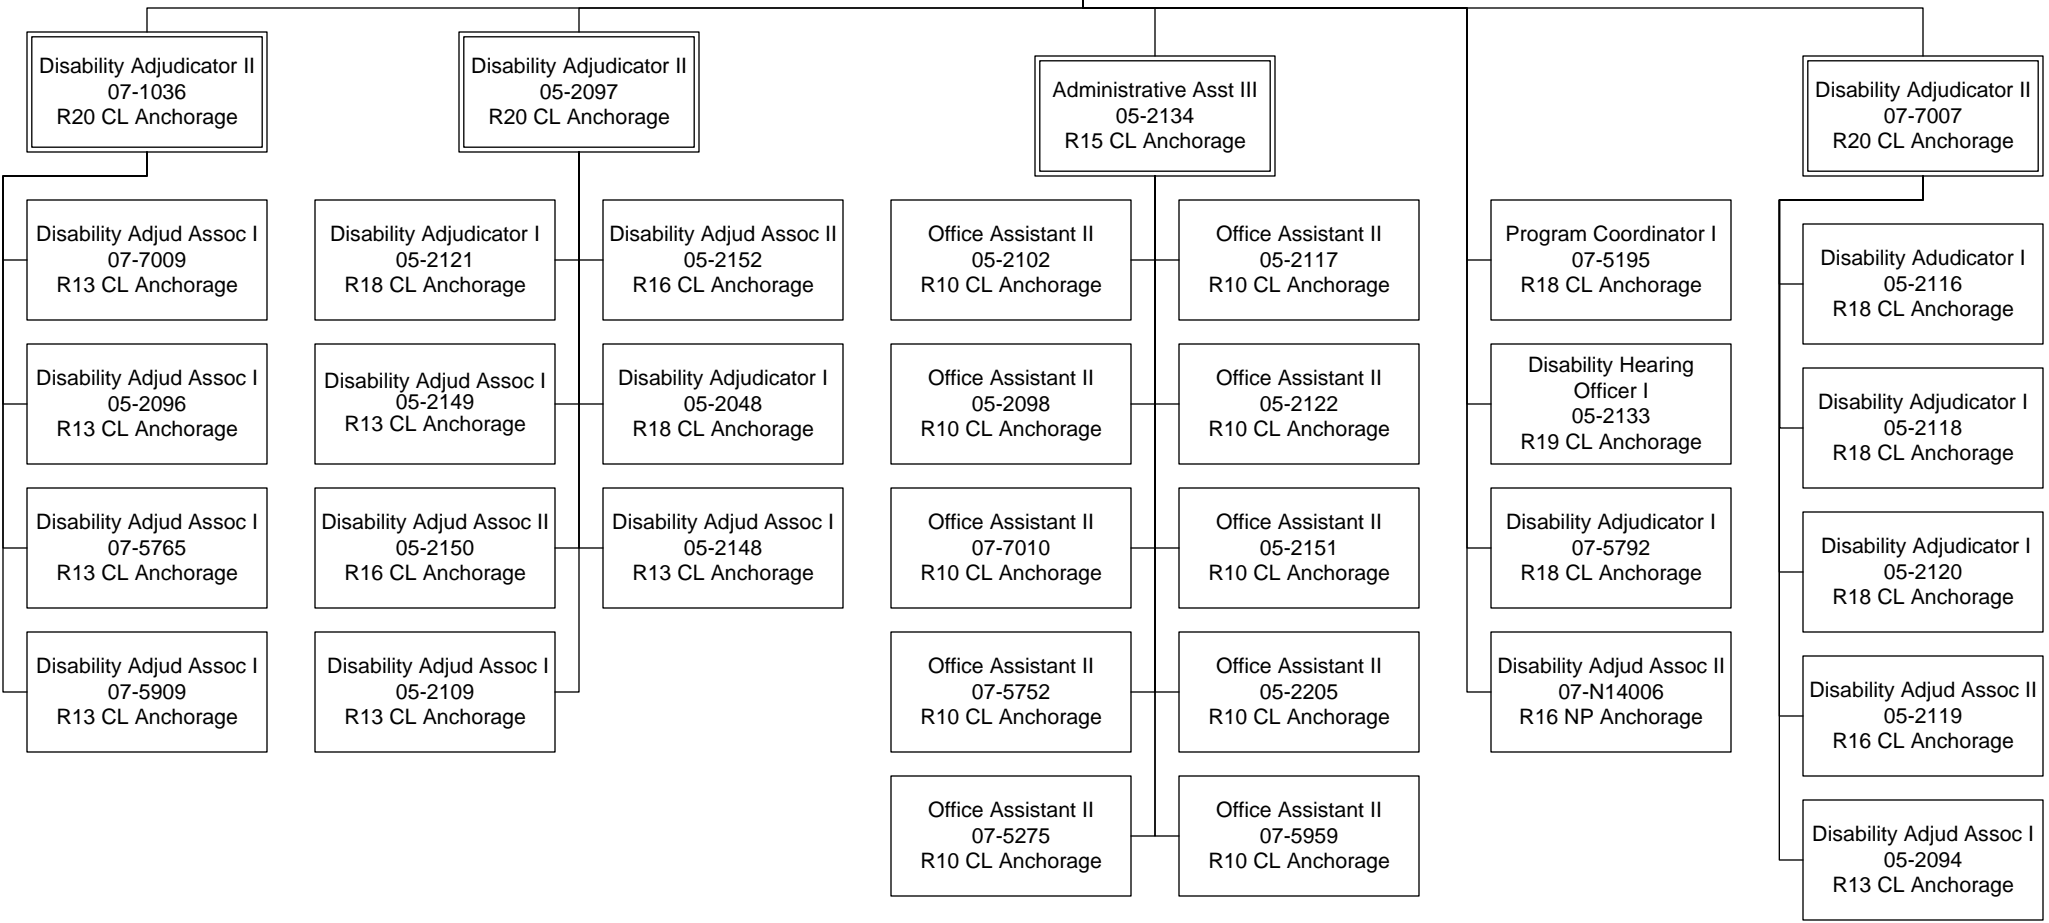 Disability Adjudicator II
07-1036
R20 CL Anchorage
Disability Adjudicator II
05-2097
R20 CL Anchorage
Administrative Asst III
05-2134
R15 CL Anchorage
Disability Adjudicator II
07-7007
R20 CL Anchorage
Disability Adjud Assoc I
07-7009
R13 CL Anchorage
Disability Adjud Assoc I
05-2096
R13 CL Anchorage
Disability Adjud Assoc I
07-5765
R13 CL Anchorage
Disability Adjud Assoc I
07-5909
R13 CL Anchorage
Disability Adjudicator I
05-2121
R18 CL Anchorage
Disability Adjud Assoc II
05-2152
R16 CL Anchorage
Disability Adjud Assoc I
05-2149
R13 CL Anchorage
Disability Adjudicator I
05-2048
R18 CL Anchorage
Disability Adjud Assoc II
05-2150
R16 CL Anchorage
Disability Adjud Assoc I
05-2148
R13 CL Anchorage
Disability Adjud Assoc I
05-2109
R13 CL Anchorage
Office Assistant II
05-2102
R10 CL Anchorage
Office Assistant II
05-2117
R10 CL Anchorage
Office Assistant II
05-2098
R10 CL Anchorage
Office Assistant II
05-2122
R10 CL Anchorage
Office Assistant II
07-7010
R10 CL Anchorage
Office Assistant II
05-2151
R10 CL Anchorage
Office Assistant II
07-5752
R10 CL Anchorage
Office Assistant II
05-2205
R10 CL Anchorage
Office Assistant II
07-5275
R10 CL Anchorage
Office Assistant II
07-5959
R10 CL Anchorage
Program Coordinator I
07-5195
R18 CL Anchorage
Disability Hearing
Officer I
05-2133
R19 CL Anchorage
Disability Adjudicator I
07-5792
R18 CL Anchorage
Disability Adjud Assoc II
07-N14006
R16 NP Anchorage
Disability Adudicator I
05-2116
R18 CL Anchorage
Disability Adjudicator I
05-2118
R18 CL Anchorage
Disability Adjudicator I
05-2120
R18 CL Anchorage
Disability Adjud Assoc II
05-2119
R16 CL Anchorage
Disability Adjud Assoc I
05-2094
R13 CL Anchorage